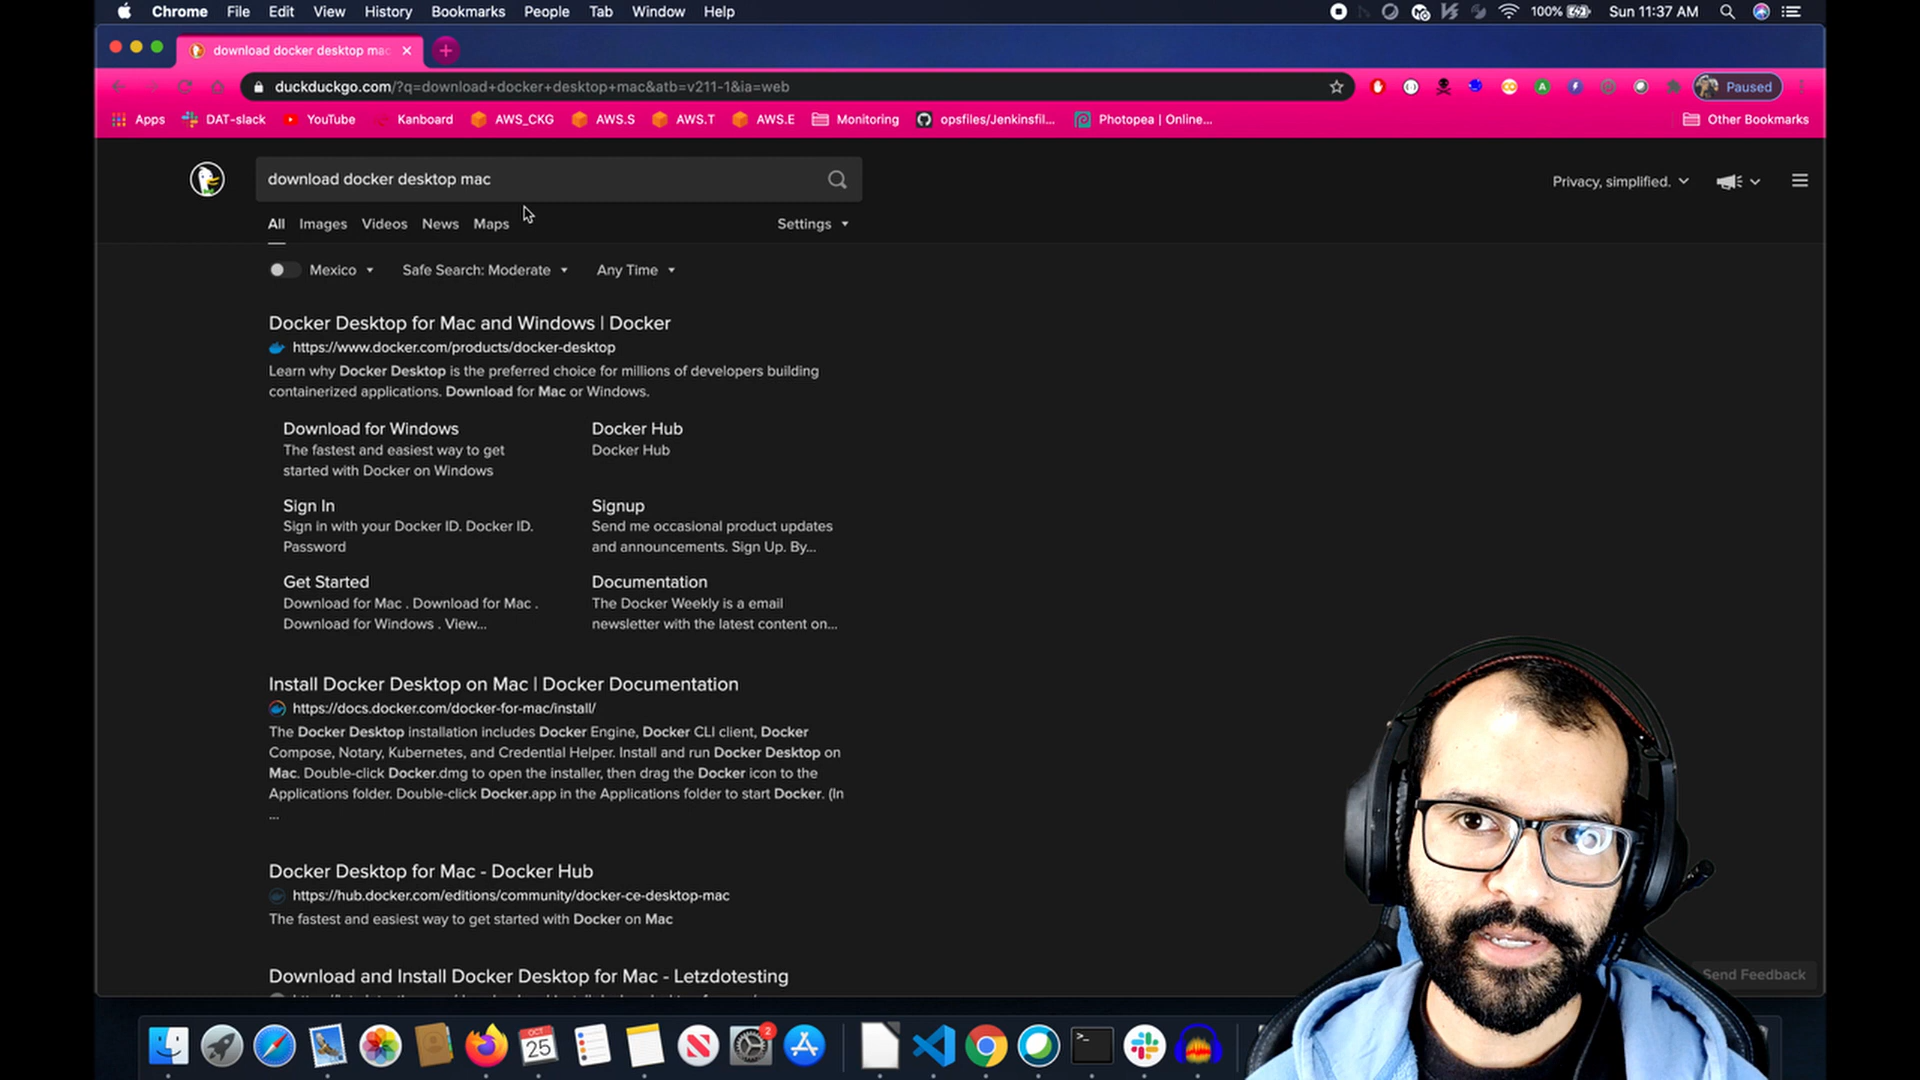 Chrome File Edit View History Bookmarks People Tab Window Help 100% Sun 11:37 AM
download docker desktop mac
duckduckgo.com/?q=download+docker+desktop+mac&atb=v211-1&ia=web Paused
Apps DAT-slack YouTube Kanboard AWS_CKG AWS.S AWS.T AWS.E Monitoring opsfiles/Jenkinsfil... Photopea | Online... Other Bookmarks
download docker desktop mac Privacy, simplified.
All Images Videos News Maps Settings
Mexico Safe Search: Moderate Any Time
Docker Desktop for Mac and Windows | Docker
https://www.docker.com/products/docker-desktop
Learn why Docker Desktop is the preferred choice for millions of developers building
containerized applications. Download for Mac or Windows.
Download for Windows
The fastest and easiest way to get
started with Docker on Windows
Docker Hub
Docker Hub
Sign In
Sign in with your Docker ID. Docker ID.
Password
Signup
Send me occasional product updates
and announcements. Sign Up. By...
Get Started
Download for Mac . Download for Mac .
Download for Windows . View...
Documentation
The Docker Weekly is a email
newsletter with the latest content on...
Install Docker Desktop on Mac | Docker Documentation
https://docs.docker.com/docker-for-mac/install/
The Docker Desktop installation includes Docker Engine, Docker CLI client, Docker
Compose, Notary, Kubernetes, and Credential Helper. Install and run Docker Desktop on
Mac. Double-click Docker.dmg to open the installer, then drag the Docker icon to the
Applications folder. Double-click Docker.app in the Applications folder to start Docker. (In
...
Docker Desktop for Mac - Docker Hub
https://hub.docker.com/editions/community/docker-ce-desktop-mac
The fastest and easiest way to get started with Docker on Mac
Download and Install Docker Desktop for Mac - Letzdotesting
Send Feedback
OCT
25
2